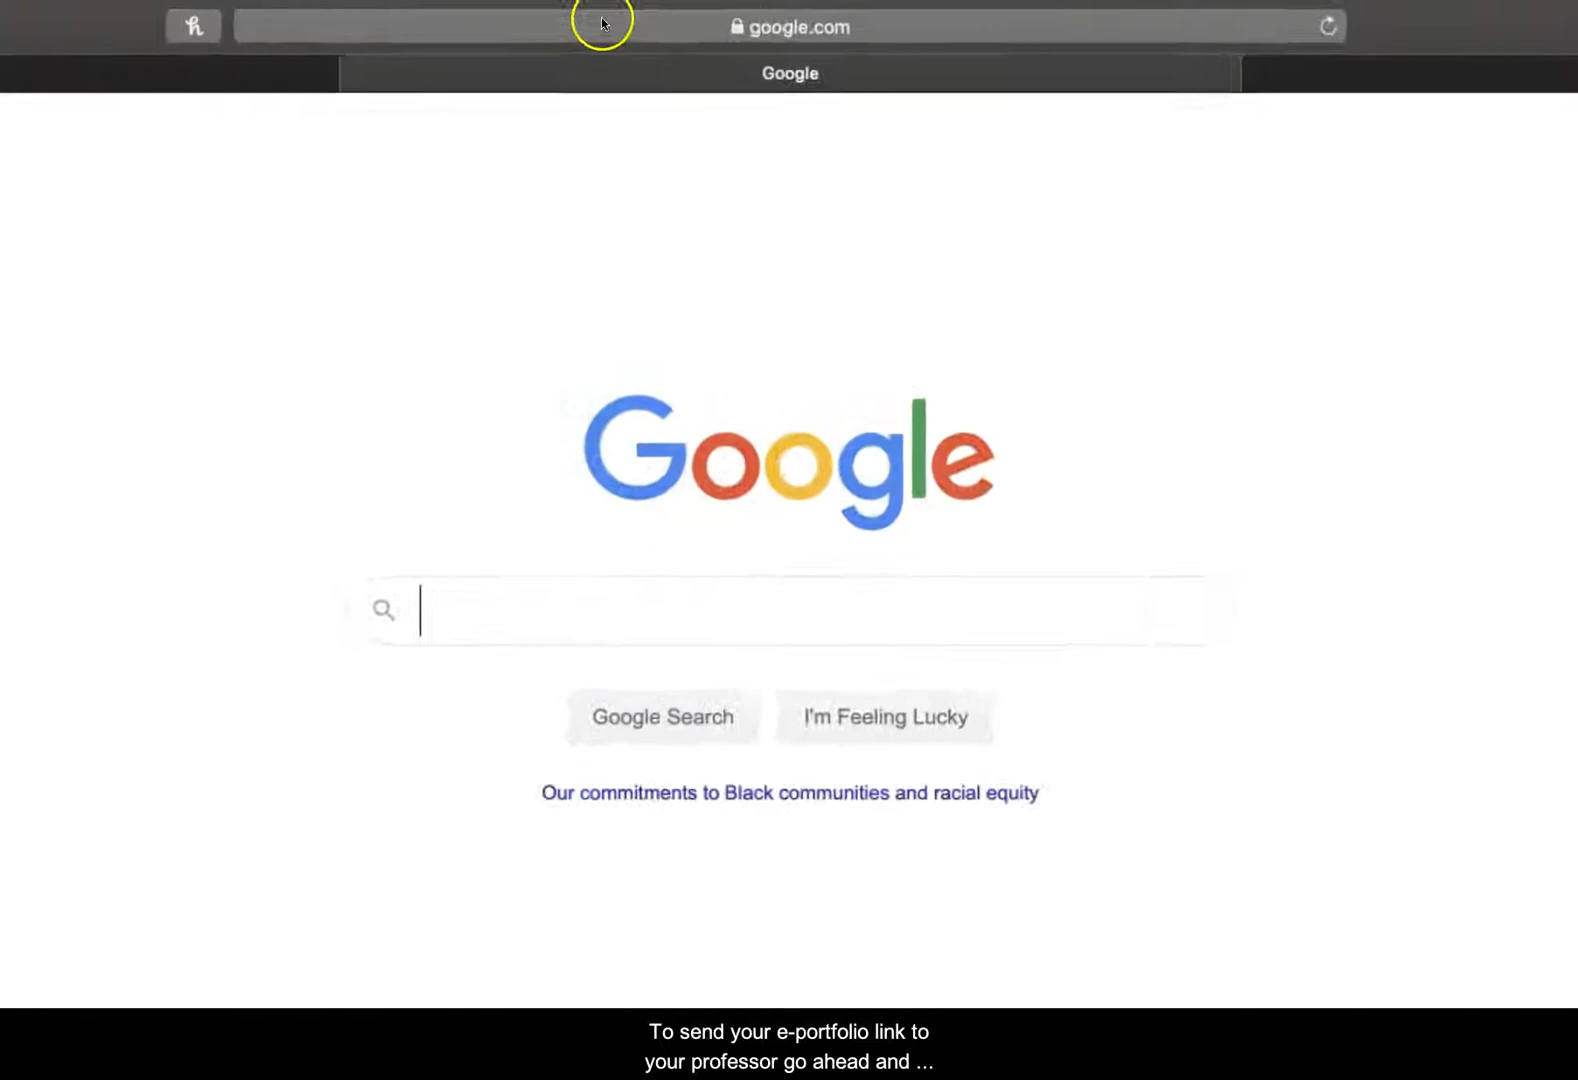 h
google.com
Google
Google
Google Search
I'm Feeling Lucky
Our commitments to Black communities and racial equity
To send your e-portfolio link to
your professor go ahead and ...